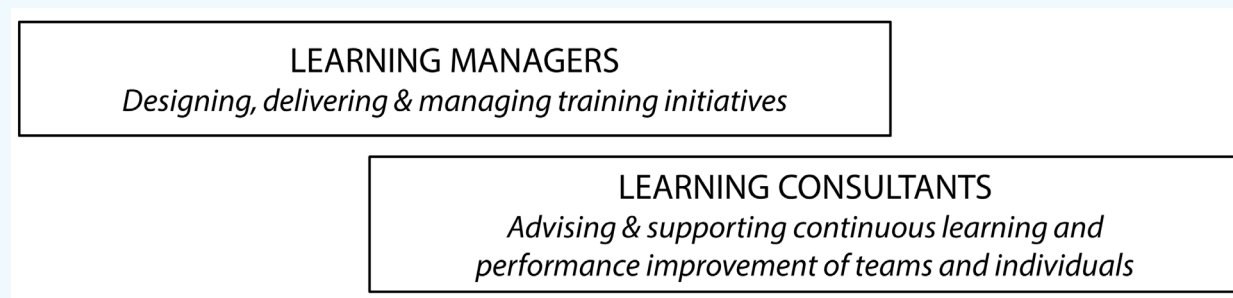 LEARNING MANAGERS
Designing, delivering & managing training initiatives
LEARNING CONSULTANTS
Advising & supporting continuous learning and
performance improvement of teams and individuals